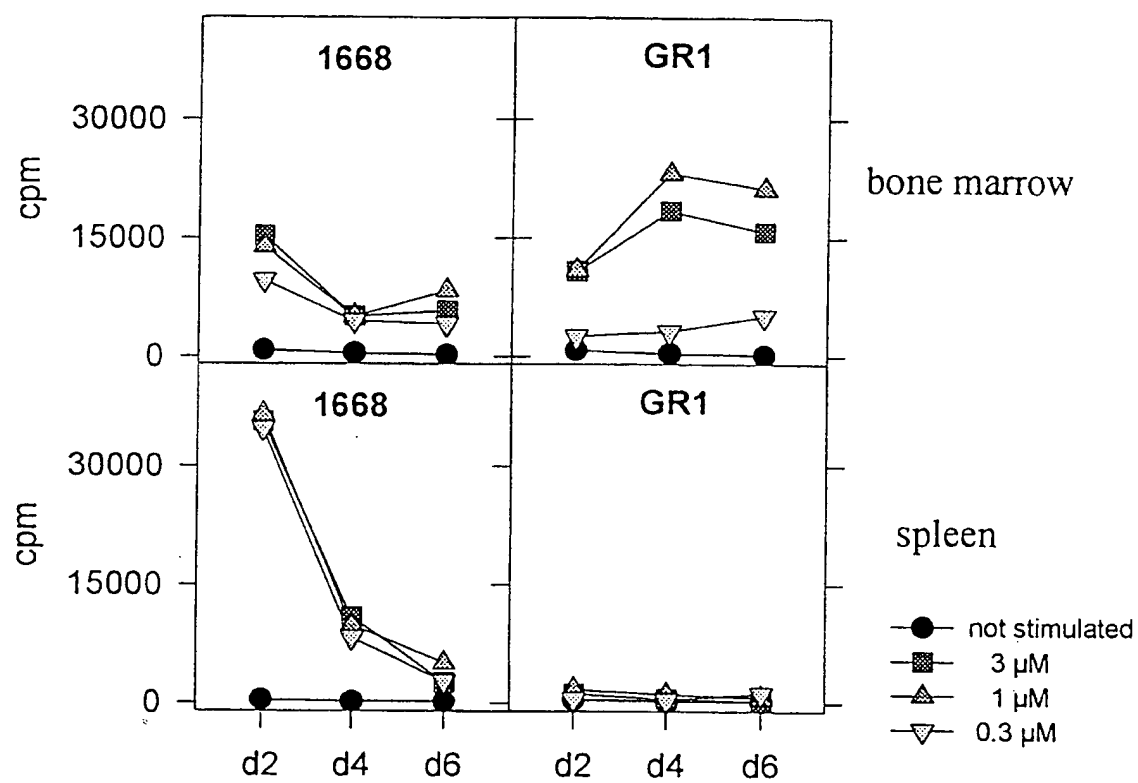 1668
GR1
30000
15000
0
cpm
bone marrow
1668
GR1
30000
15000
0
cpm
spleen
not stimulated
3 µM
1 µM
0.3 µM
d2
d4
d6
d2
d4
d6